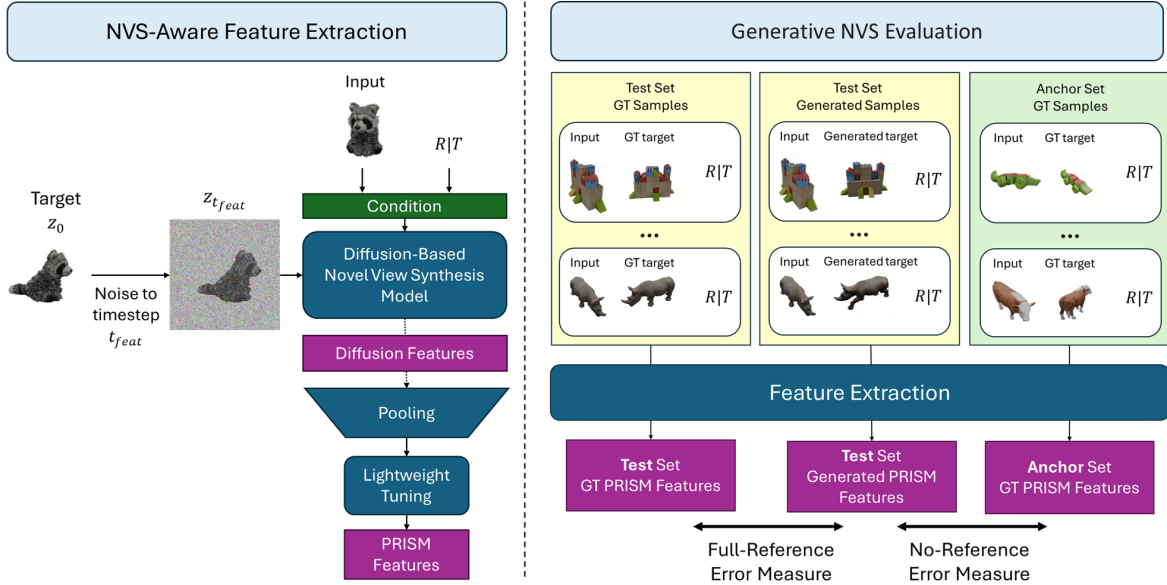 NVS-Aware Feature Extraction
Input
R|T
Target
z_0
z_{t_{feat}}
Noise to
timestep
t_{feat}
Condition
Diffusion-Based
Novel View Synthesis
Model
Diffusion Features
Pooling
Lightweight
Tuning
PRISM
Features
Generative NVS Evaluation
Test Set
GT Samples
Input GT target
R|T
...
Input GT target
R|T
Test Set
Generated Samples
Input Generated target
R|T
...
Input Generated target
R|T
Anchor Set
GT Samples
Input GT target
R|T
...
Input GT target
R|T
Feature Extraction
Test Set
GT PRISM Features
Test Set
Generated PRISM
Features
Anchor Set
GT PRISM Features
Full-Reference
Error Measure
No-Reference
Error Measure